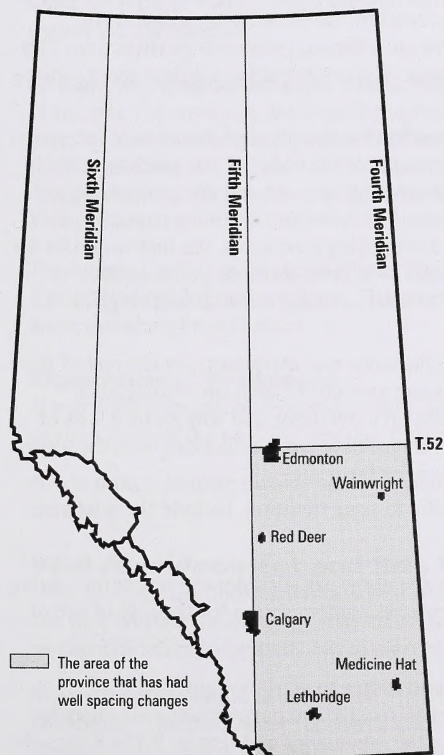 Sixth Meridian
Fifth Meridian
Fourth Meridian
T.52
Edmonton
Wainwright
Red Deer
Calgary
Medicine Hat
Lethbridge
The area of the
province that has had
well spacing changes